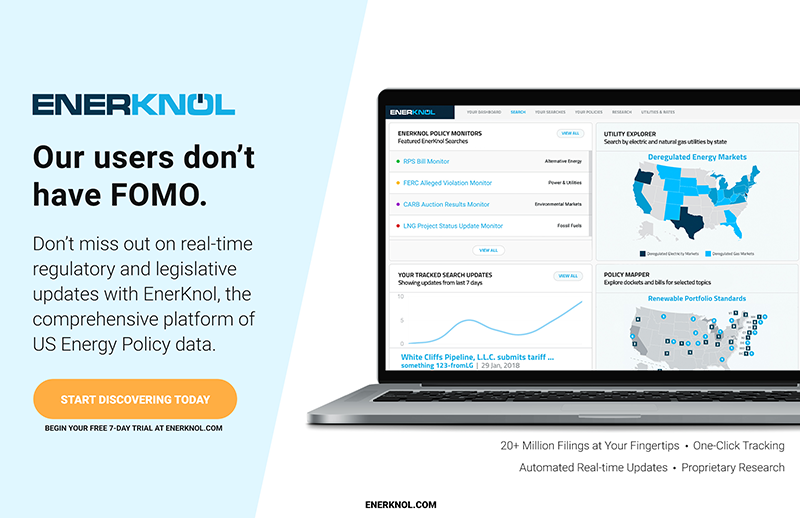 ENERKNOL
Our users don't
have FOMO.
Don't miss out on real-time
regulatory and legislative
updates with EnerKnol, the
comprehensive platform of
US Energy Policy data.
START DISCOVERING TODAY
BEGIN YOUR FREE 7-DAY TRIAL AT ENERKNOL.COM
ENERKNOL YOUR DASHBOARD SEARCH YOUR SEARCHES YOUR POLICIES RESEARCH UTILITIES & RATES
ENERKNOL POLICY MONITORS VIEW ALL
Featured EnerKnol Searches
RPS Bill Monitor Alternative Energy
FERC Alleged Violation Monitor Power & Utilities
CARB Auction Results Monitor Environmental Markets
LNG Project Status Update Monitor Fossil Fuels
VIEW ALL
UTILITY EXPLORER
Search by electric and natural gas utilities by state
Deregulated Energy Markets
Deregulated Electricity Markets Deregulated Gas Markets
YOUR TRACKED SEARCH UPDATES VIEW ALL
Showing updates from last 7 days
10
5
0
White Cliffs Pipeline, L.L.C. submits tariff ...
something 123-fromLG | 29 Jan, 2018
POLICY MAPPER
Explore dockets and bills for selected topics
Renewable Portfolio Standards
20+ Million Filings at Your Fingertips • One-Click Tracking
Automated Real-time Updates • Proprietary Research
ENERKNOL.COM